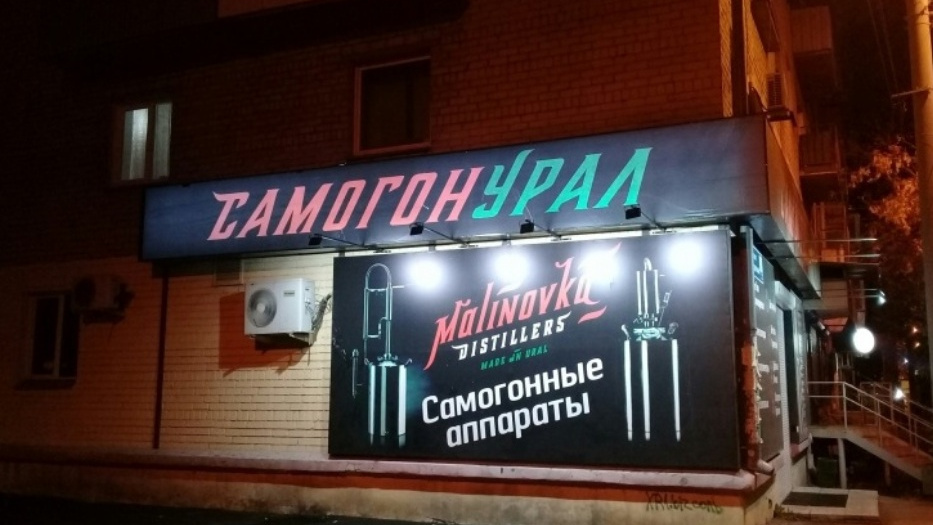 САМОГОНУРАЛ
Malinovka
DISTILLERS
MADE IN URAL
Самогонные
аппараты